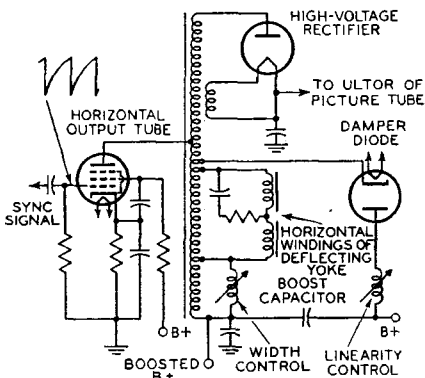 HIGH-VOLTAGE
RECTIFIER
TO ULTOR OF
PICTURE TUBE
HORIZONTAL
OUTPUT TUBE
DAMPER
DIODE
SYNC
SIGNAL
HORIZONTAL
WINDINGS OF
DEFLECTING
YOKE
BOOST
CAPACITOR
B+
B+
BOOSTED
B+
WIDTH
CONTROL
LINEARITY
CONTROL